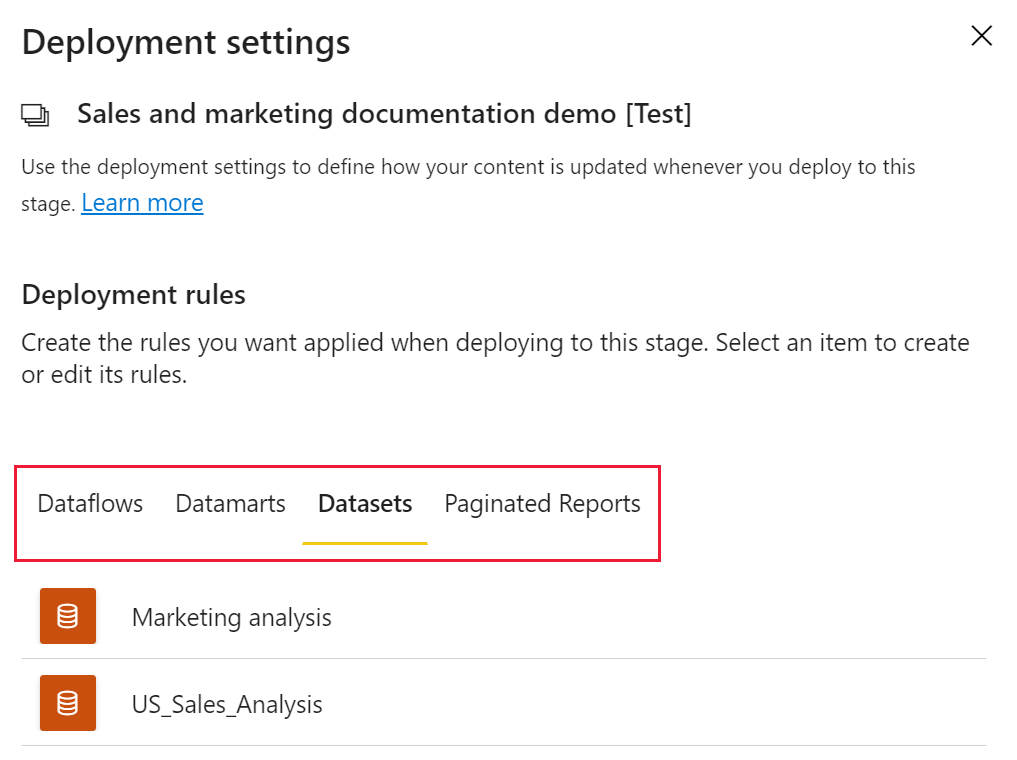 Deployment settings
Sales and marketing documentation demo [Test]
Use the deployment settings to define how your content is updated whenever you deploy to this
stage. Learn more
Deployment rules
Create the rules you want applied when deploying to this stage. Select an item to create
or edit its rules.
Dataflows Datamarts Datasets Paginated Reports
Marketing analysis
US_Sales_Analysis